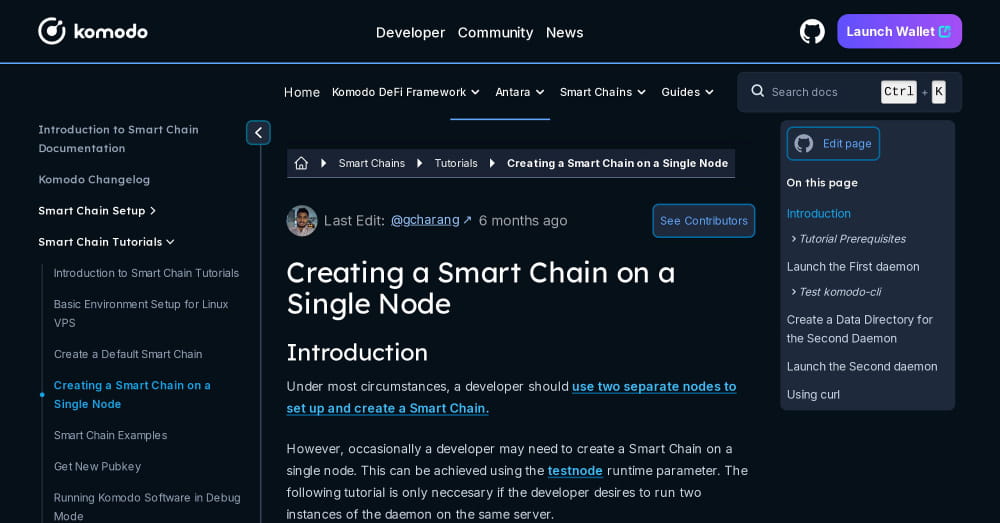 komodo
Developer Community News
Launch Wallet
Home Komodo DeFi Framework Antara Smart Chains Guides
Search docs Ctrl + K
Introduction to Smart Chain
Documentation
Komodo Changelog
Smart Chain Setup
Smart Chain Tutorials
Introduction to Smart Chain Tutorials
Basic Environment Setup for Linux
VPS
Create a Default Smart Chain
Creating a Smart Chain on a
Single Node
Smart Chain Examples
Get New Pubkey
Running Komodo Software in Debug
Mode
Smart Chains Tutorials Creating a Smart Chain on a Single Node
Last Edit: @gcharang ↗ 6 months ago
See Contributors
Creating a Smart Chain on a
Single Node
Introduction
Under most circumstances, a developer should use two separate nodes to
set up and create a Smart Chain.
However, occasionally a developer may need to create a Smart Chain on a
single node. This can be achieved using the testnode runtime parameter. The
following tutorial is only neccesary if the developer desires to run two
instances of the daemon on the same server.
Edit page
On this page
Introduction
Tutorial Prerequisites
Launch the First daemon
Test komodo-cli
Create a Data Directory for
the Second Daemon
Launch the Second daemon
Using curl